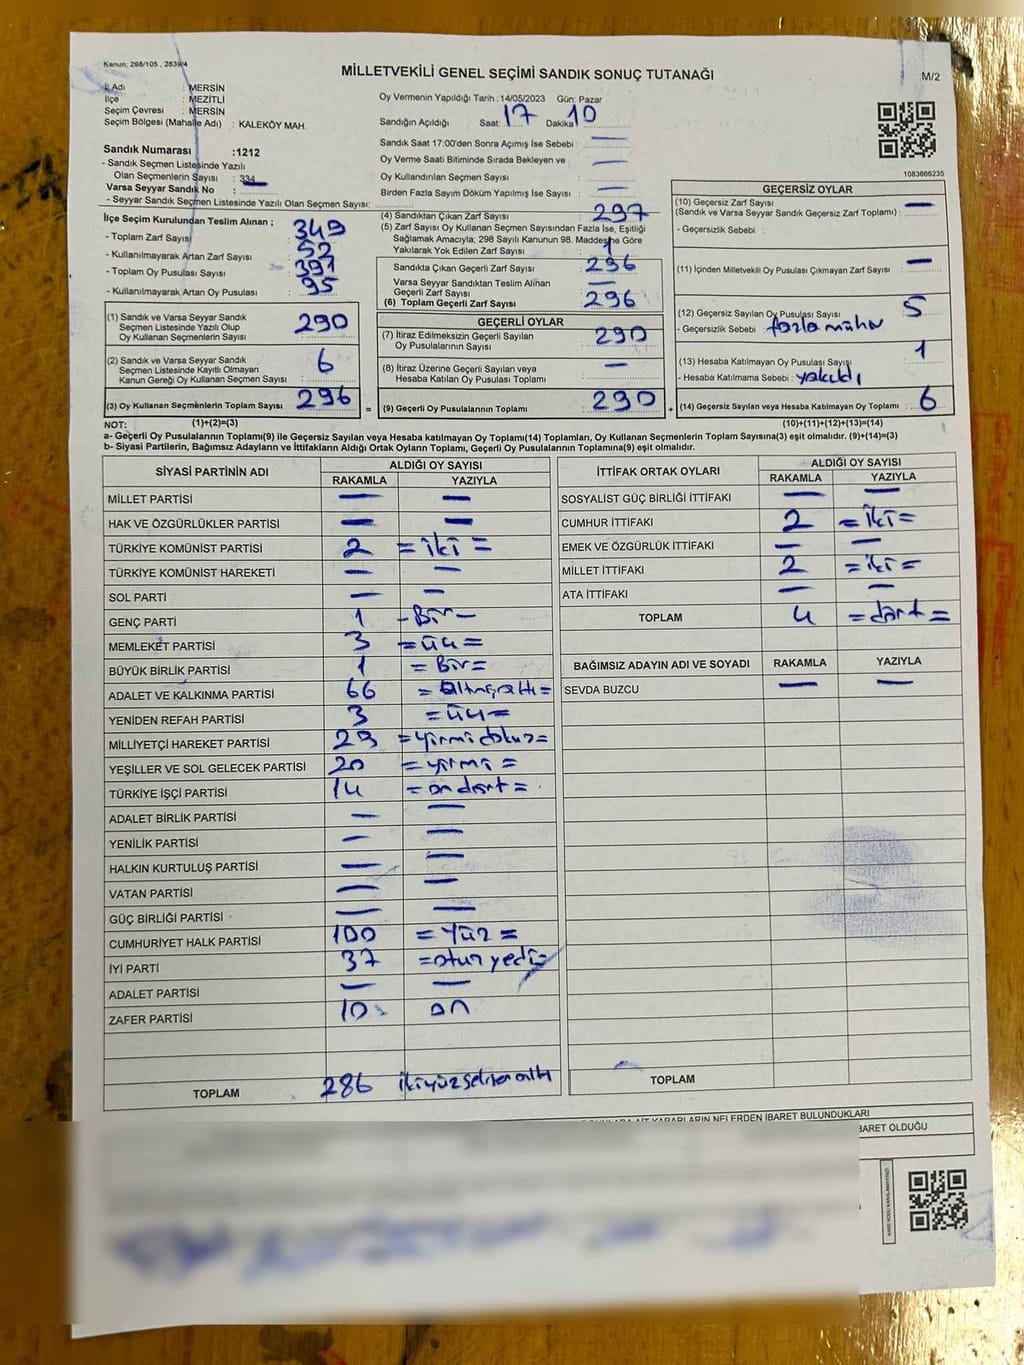 Kanun; 298/105 , 2839/4
MİLLETVEKİLİ GENEL SEÇİMİ SANDIK SONUÇ TUTANAĞI
M/2
İl Adı : MERSİN
İlçe : MEZİTLİ
Seçim Çevresi : MERSİN
Seçim Bölgesi (Mahalle Adı) : KALEKÖY MAH.
Sandık Numarası :1212
- Sandık Seçmen Listesinde Yazılı
Olan Seçmenlerin Sayısı : 334
Varsa Seyyar Sandık No :
- Seyyar Sandık Seçmen Listesinde Yazılı Olan Seçmen Sayısı:
Oy Vermenin Yapıldığı Tarih :14/05/2023 Gün: Pazar
Sandığın Açıldığı Saat: 17 Dakika 10
Sandık Saat 17:00'den Sonra Açımış İse Sebebi : —
Oy Verme Saati Bitiminde Sırada Bekleyen ve —
Oy Kullandırılan Seçmen Sayısı :
Birden Fazla Sayım Döküm Yapılmış İse Sayısı : —
1083666235
İlçe Seçim Kurulundan Teslim Alınan ;
- Toplam Zarf Sayısı : 349
- Kullanılmayarak Artan Zarf Sayısı : 52
- Toplam Oy Pusulası Sayısı : 391
- Kullanılmayarak Artan Oy Pusulası : 95
(1) Sandık ve Varsa Seyyar Sandık
Seçmen Listesinde Yazılı Olup
Oy Kullanan Seçmenlerin Sayısı : 290
(2) Sandık ve Varsa Seyyar Sandık
Seçmen Listesinde Kayıtlı Olmayan
Kanun Gereği Oy Kullanan Seçmen Sayısı : 6
(3) Oy Kullanan Seçmenlerin Toplam Sayısı : 296
(4) Sandıktan Çıkan Zarf Sayısı : 297
(5) Zarf Sayısı Oy Kullanan Seçmen Sayısından Fazla İse, Eşitliği
Sağlamak Amacıyla; 298 Sayılı Kanunun 98. Maddesine Göre
Yakılarak Yok Edilen Zarf Sayısı : 1
Sandıkta Çıkan Geçerli Zarf Sayısı : 296
Varsa Seyyar Sandıktan Teslim Alınan
Geçerli Zarf Sayısı : —
(6) Toplam Geçerli Zarf Sayısı : 296
GEÇERLİ OYLAR
(7) İtiraz Edilmeksizin Geçerli Sayılan
Oy Pusulalarının Sayısı : 290
(8) İtiraz Üzerine Geçerli Sayılan veya
Hesaba Katılan Oy Pusulası Toplamı : —
= (9) Geçerli Oy Pusulalarının Toplamı : 290
GEÇERSİZ OYLAR
(10) Geçersiz Zarf Sayısı
(Sandık ve Varsa Seyyar Sandık Geçersiz Zarf Toplamı) : —
- Geçersizlik Sebebi :
(11) İçinden Milletvekili Oy Pusulası Çıkmayan Zarf Sayısı : —
(12) Geçersiz Sayılan Oy Pusulası Sayısı : 5
- Geçersizlik Sebebi : fazla mühür
(13) Hesaba Katılmayan Oy Pusulası Sayısı : 1
- Hesaba Katılmama Sebebi : yakıldı
+ (14) Geçersiz Sayılan veya Hesaba Katılmayan Oy Toplamı : 6
NOT: (1)+(2)=(3) (10)+(11)+(12)+(13)=(14)
a- Geçerli Oy Pusulalarının Toplamı(9) ile Geçersiz Sayılan veya Hesaba katılmayan Oy Toplamı(14) Toplamları, Oy Kullanan Seçmenlerin Toplam Sayısına(3) eşit olmalıdır. (9)+(14)=(3)
b- Siyasi Partilerin, Bağımsız Adayların ve İttifakların Aldığı Ortak Oyların Toplamı, Geçerli Oy Pusulalarının Toplamına(9) eşit olmalıdır.
SİYASİ PARTİNİN ADI ALDIĞI OY SAYISI
RAKAMLA YAZIYLA
MİLLET PARTİSİ — —
HAK VE ÖZGÜRLÜKLER PARTİSİ — —
TÜRKİYE KOMÜNİST PARTİSİ 2 = iki =
TÜRKİYE KOMÜNİST HAREKETİ — —
SOL PARTİ — —
GENÇ PARTİ 1 - Bir -
MEMLEKET PARTİSİ 3 = üç =
BÜYÜK BİRLİK PARTİSİ 1 = Bir =
ADALET VE KALKINMA PARTİSİ 66 = altmışaltı =
YENİDEN REFAH PARTİSİ 3 = üç =
MİLLİYETÇİ HAREKET PARTİSİ 29 = yirmi dokuz =
YEŞİLLER VE SOL GELECEK PARTİSİ 20 = yirmi =
TÜRKİYE İŞÇİ PARTİSİ 14 = on dört =
ADALET BİRLİK PARTİSİ — —
YENİLİK PARTİSİ — —
HALKIN KURTULUŞ PARTİSİ — —
VATAN PARTİSİ — —
GÜÇ BİRLİĞİ PARTİSİ — —
CUMHURİYET HALK PARTİSİ 100 = yüz =
İYİ PARTİ 37 = otuz yedi =
ADALET PARTİSİ — —
ZAFER PARTİSİ 10 on
TOPLAM 286 ikiyüzseksenaltı
İTTİFAK ORTAK OYLARI ALDIĞI OY SAYISI
RAKAMLA YAZIYLA
SOSYALİST GÜÇ BİRLİĞİ İTTİFAKI — —
CUMHUR İTTİFAKI 2 = iki =
EMEK VE ÖZGÜRLÜK İTTİFAKI — —
MİLLET İTTİFAKI 2 = iki =
ATA İTTİFAKI — —
TOPLAM 4 = dört =
BAĞIMSIZ ADAYIN ADI VE SOYADI RAKAMLA YAZIYLA
SEVDA BUZCU — —
TOPLAM
KARARLARIN NELERDEN İBARET BULUNDUKLARI
İBARET OLDUĞU